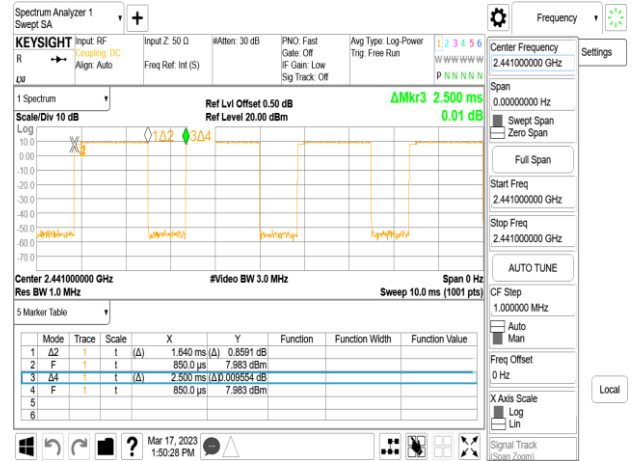 Spectrum Analyzer 1
Swept SA
Frequency
KEYSIGHT
R
Input: RF
Coupling: DC
Align: Auto
Input Z: 50 Ω
Freq Ref: Int (S)
#Atten: 30 dB
PNO: Fast
Gate: Off
IF Gain: Low
Sig Track: Off
Avg Type: Log-Power
Trig: Free Run
1 2 3 4 5 6
W W W W W W
P N N N N N
1 Spectrum
Scale/Div 10 dB
Ref Lvl Offset 0.50 dB
Ref Level 20.00 dBm
ΔMkr3 2.500 ms
0.01 dB
Log
10.0
0.00
-10.0
-20.0
-30.0
-40.0
-50.0
-60.0
-70.0
1Δ2
3Δ4
Center 2.441000000 GHz
Res BW 1.0 MHz
#Video BW 3.0 MHz
Span 0 Hz
Sweep 10.0 ms (1001 pts)
5 Marker Table
Mode Trace Scale X Y Function Function Width Function Value
1 Δ2 1 t (Δ) 1.640 ms (Δ) 0.8591 dB
2 F 1 t 850.0 µs 7.983 dBm
3 Δ4 1 t (Δ) 2.500 ms (Δ) 0.009554 dB
4 F 1 t 850.0 µs 7.983 dBm
5
6
Mar 17, 2023
1:50:28 PM
Center Frequency
2.441000000 GHz
Settings
Span
0.00000000 Hz
Swept Span
Zero Span
Full Span
Start Freq
2.441000000 GHz
Stop Freq
2.441000000 GHz
AUTO TUNE
CF Step
1.000000 MHz
Auto
Man
Freq Offset
0 Hz
X Axis Scale
Log
Lin
Local
Signal Track
(Span Zoom)